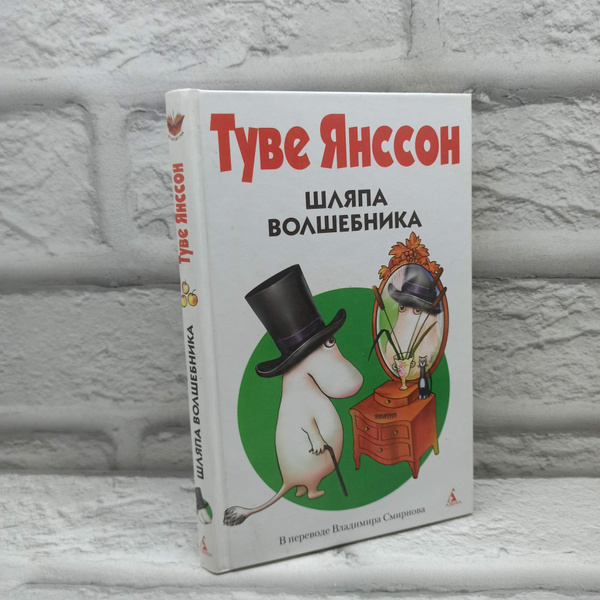 Туве Янссон
ШЛЯПА
ВОЛШЕБНИКА
В переводе Владимира Смирнова
Туве Янссон
ШЛЯПА ВОЛШЕБНИКА